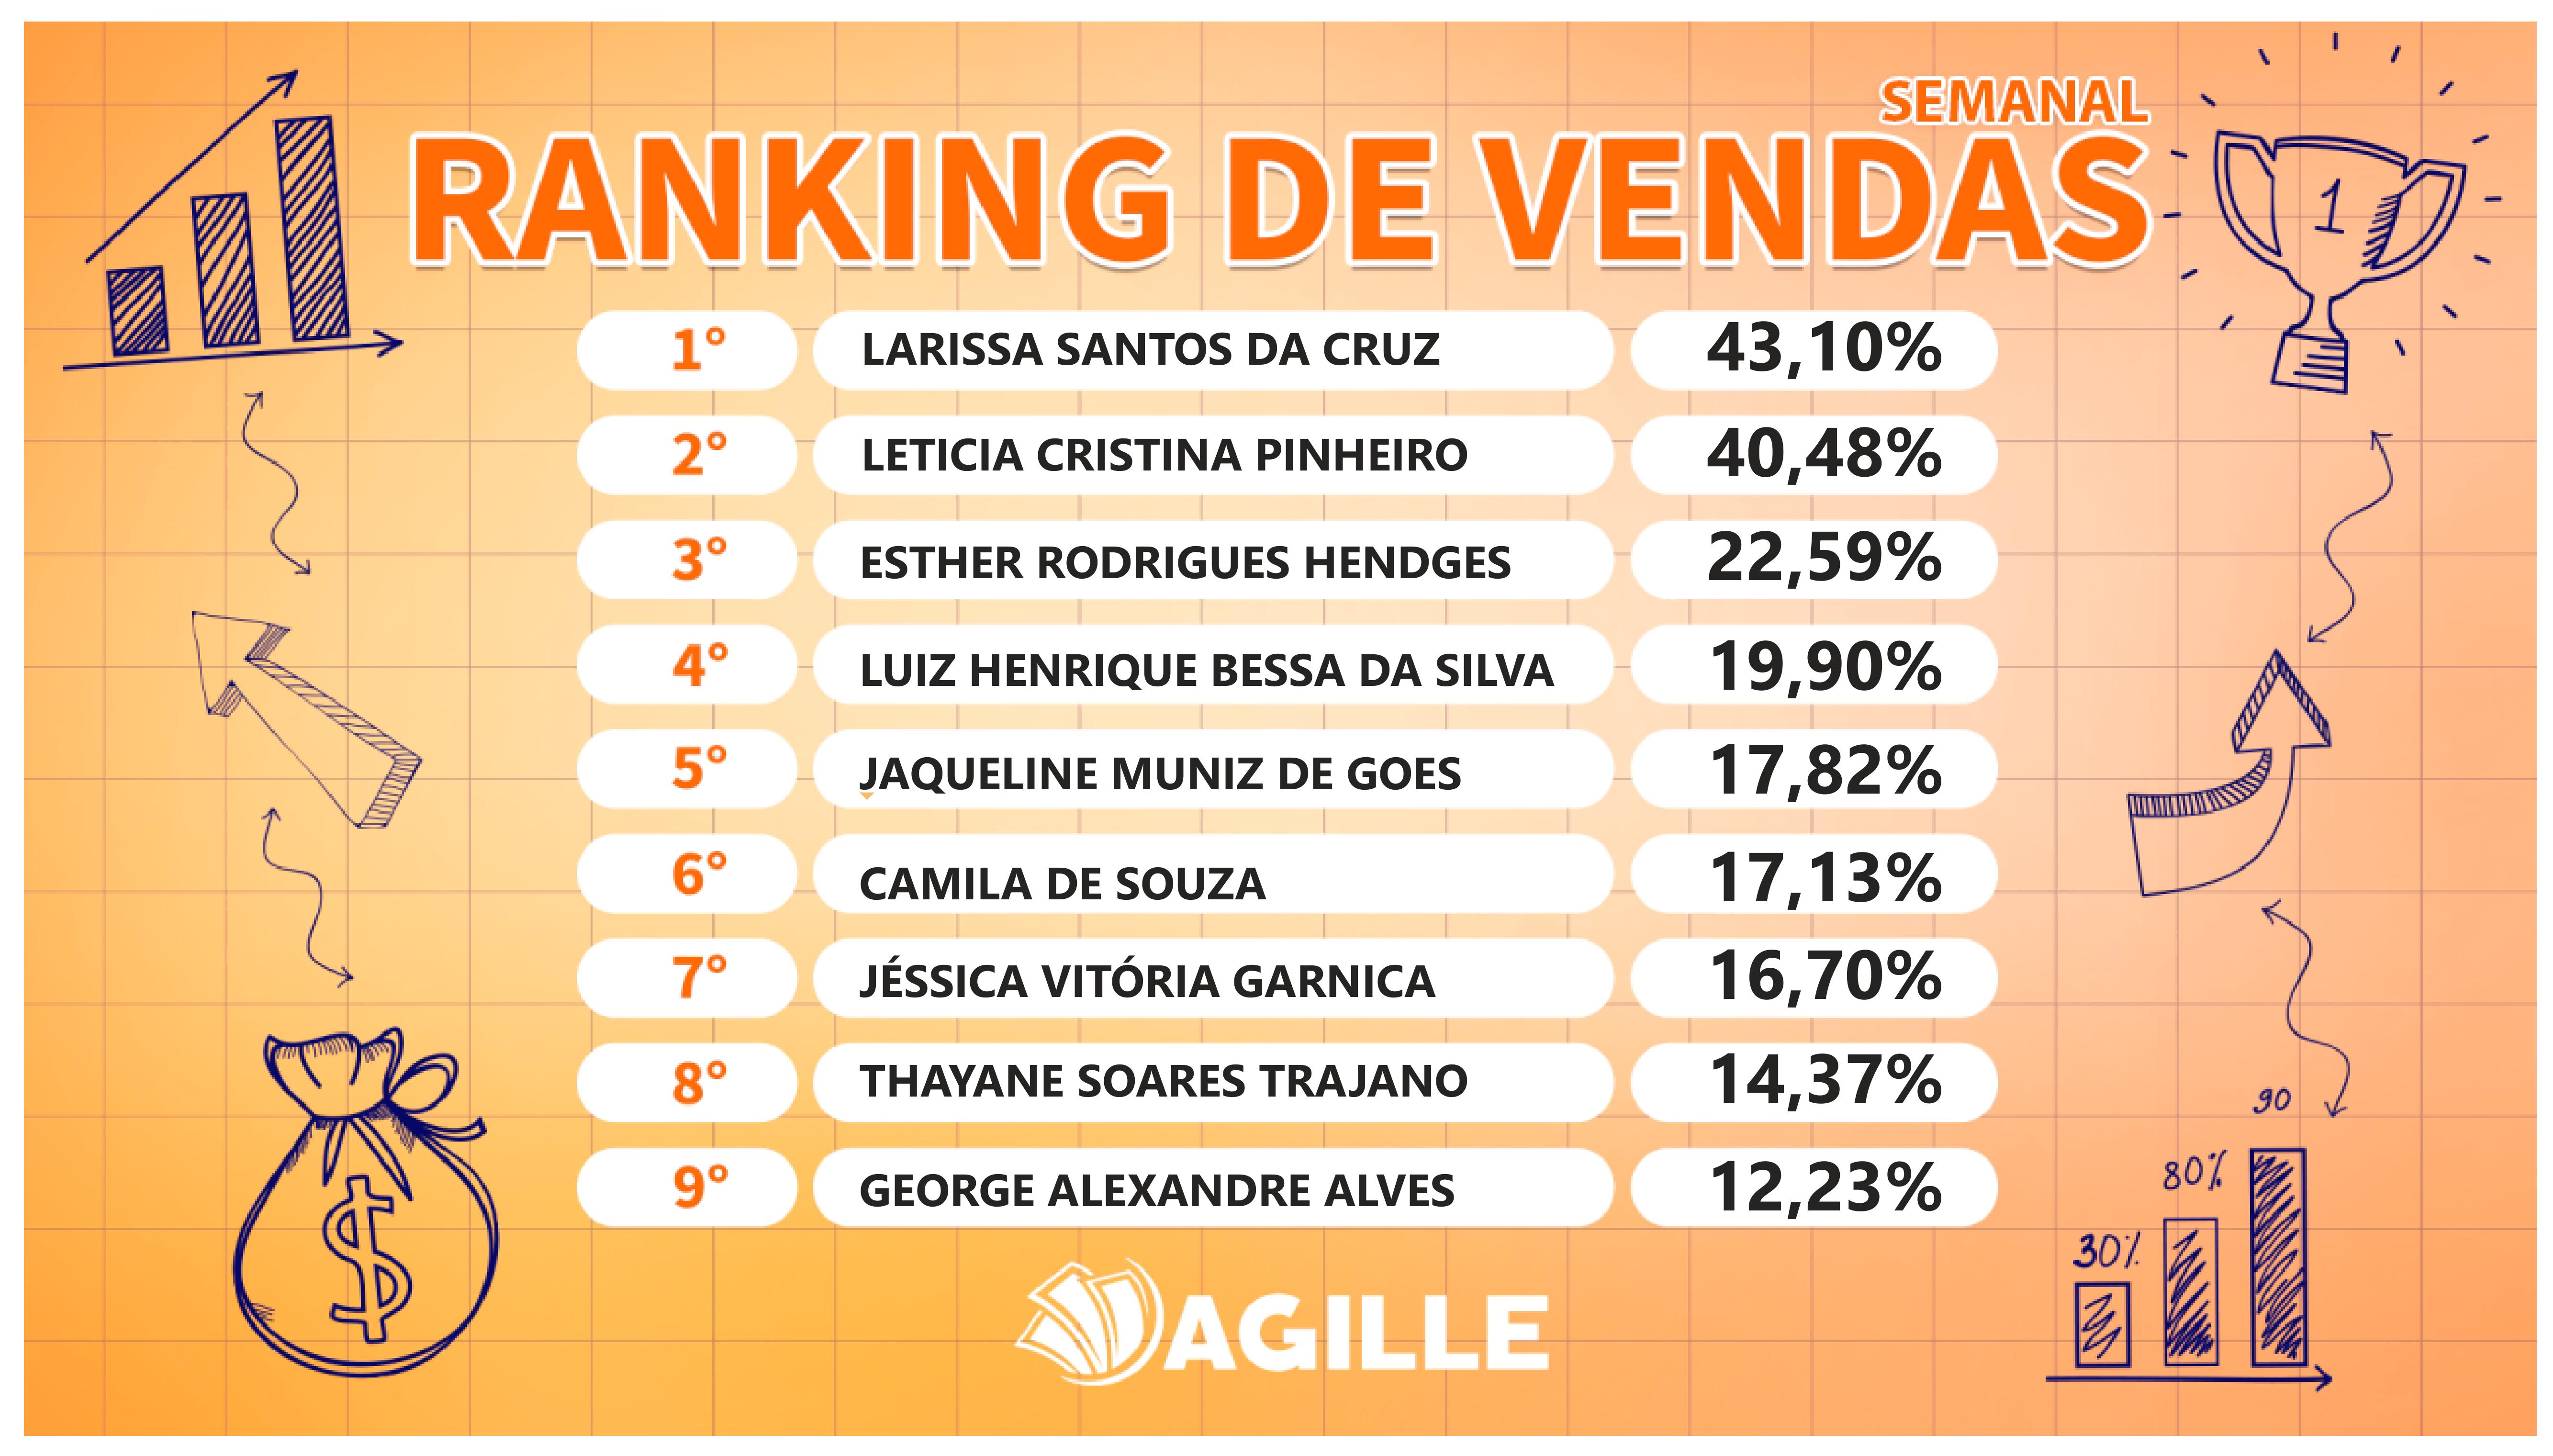 SEMANAL
RANKING DE VENDAS
1
1° LARISSA SANTOS DA CRUZ 43,10%
2° LETICIA CRISTINA PINHEIRO 40,48%
3° ESTHER RODRIGUES HENDGES 22,59%
4° LUIZ HENRIQUE BESSA DA SILVA 19,90%
5° JAQUELINE MUNIZ DE GOES 17,82%
6° CAMILA DE SOUZA 17,13%
7° JÉSSICA VITÓRIA GARNICA 16,70%
8° THAYANE SOARES TRAJANO 14,37%
9° GEORGE ALEXANDRE ALVES 12,23%
$
90
80%
30%
AGILLE